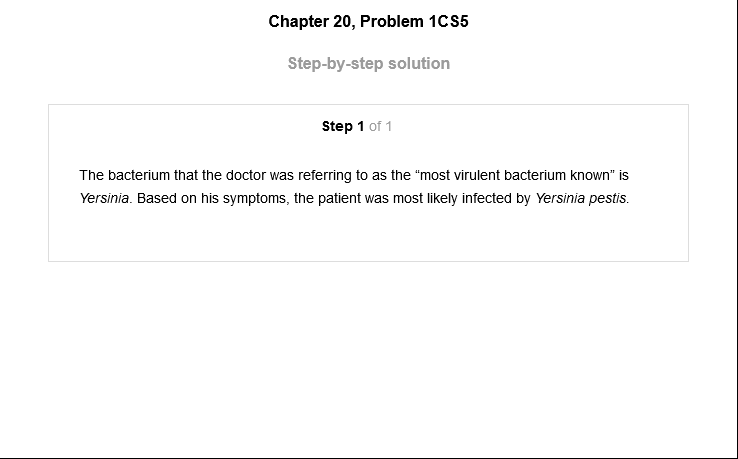 Chapter 20, Problem 1CS5
Step-by-step solution
Step 1 of 1
The bacterium that the doctor was referring to as the “most virulent bacterium known” is
Yersinia. Based on his symptoms, the patient was most likely infected by Yersinia pestis.